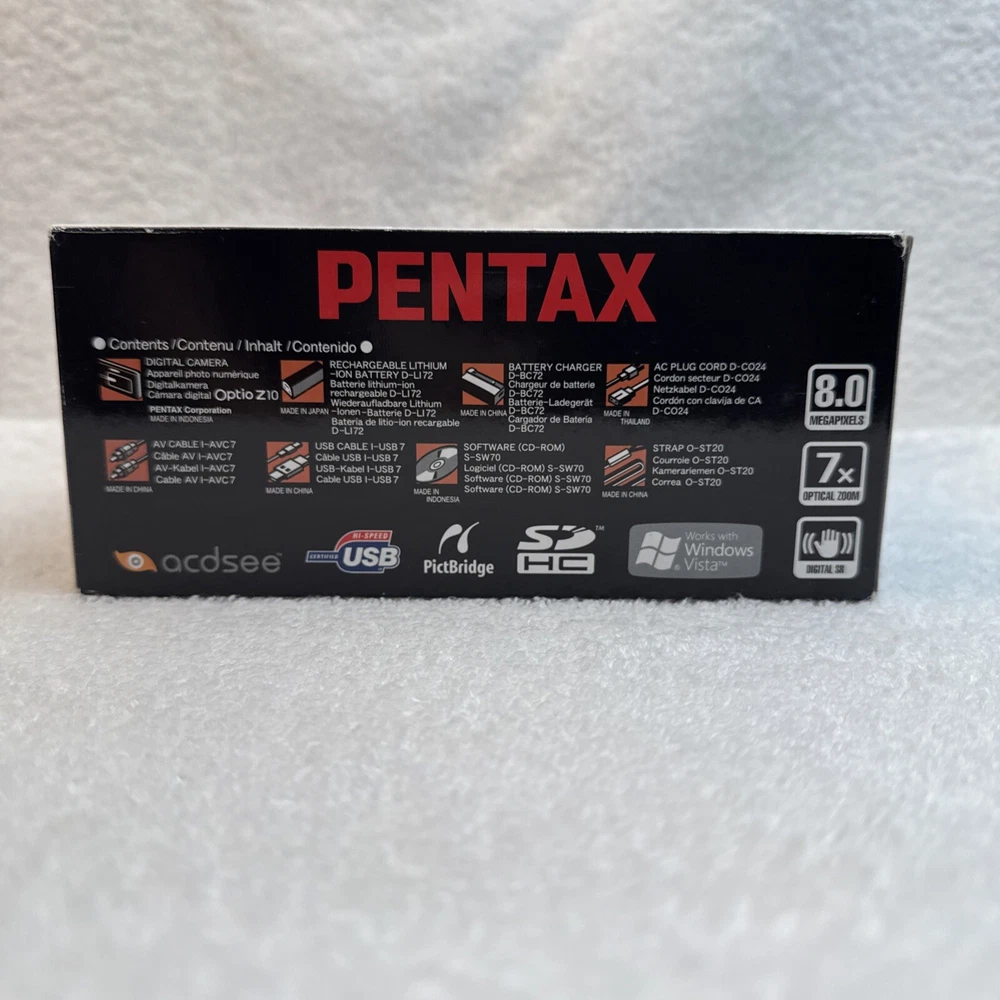 PENTAX
Contents /Contenu / Inhalt /Contenido
DIGITAL CAMERA
Appareil photo numérique
Digitalkamera
Cámara digital Optio Z10
PENTAX Corporation
MADE IN INDONESIA
RECHARGEABLE LITHIUM
-ION BATTERY D-LI72
Batterie lithium-ion
rechargeable D-LI72
Wiederaufladbare Lithium
-Ionen-Batterie D-LI72
Bateria de litio-ion recargable
D-LI72
MADE IN JAPAN
BATTERY CHARGER
D-BC72
Chargeur de batterie
D-BC72
Batterie-Ladegerät
D-BC72
Cargador de Batería
D-BC72
MADE IN CHINA
AC PLUG CORD D-CO24
Cordon secteur D-CO24
Netzkabel D-CO24
Cordón con clavija de CA
D-CO24
MADE IN
THAILAND
8.0
MEGAPIXELS
AV CABLE I-AVC7
Câble AV I-AVC7
AV-Kabel I-AVC7
Cable AV I-AVC7
MADE IN CHINA
USB CABLE I-USB7
Câble USB I-USB7
USB-Kabel I-USB7
Cable USB I-USB7
MADE IN CHINA
SOFTWARE (CD-ROM)
S-SW70
Logiciel (CD-ROM) S-SW70
Software (CD-ROM) S-SW70
Software (CD-ROM) S-SW70
MADE IN
INDONESIA
STRAP O-ST20
Courroie O-ST20
Kamerariemen O-ST20
Correa O-ST20
MADE IN CHINA
7x
OPTICAL ZOOM
acdsee™
HI-SPEED
CERTIFIED USB
PictBridge
SD™
HC
Works with
Windows
Vista™
DIGITAL SR